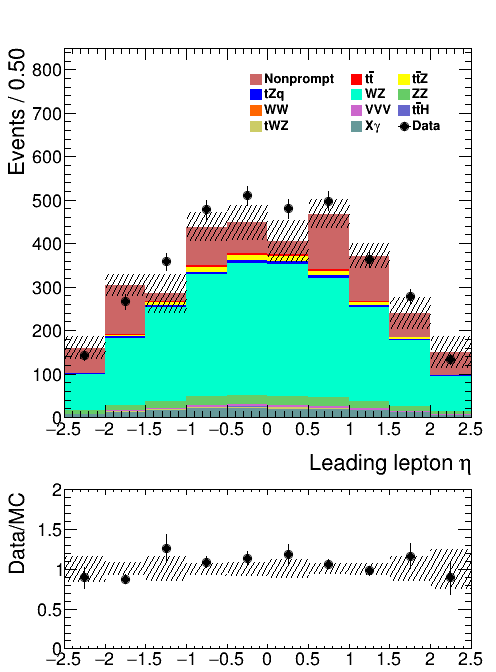 Events / 0.50
800
700
600
500
400
300
200
100
0
Nonprompt tt̄ tt̄Z
tZq WZ ZZ
WW VVV tt̄H
tWZ Xγ Data
−2.5 −2 −1.5 −1 −0.5 0 0.5 1 1.5 2 2.5
Leading lepton η
Data/MC
2
1.5
1
0.5
0
−2.5 −2 −1.5 −1 −0.5 0 0.5 1 1.5 2 2.5